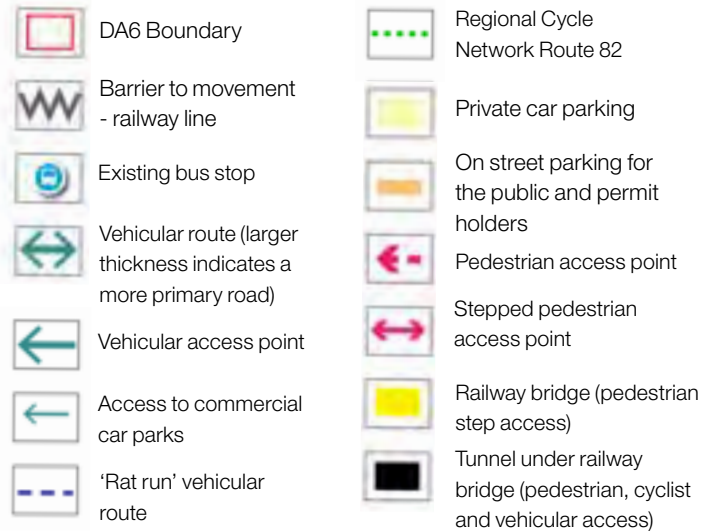 DA6 Boundary
Barrier to movement
- railway line
Existing bus stop
Vehicular route (larger
thickness indicates a
more primary road)
Vehicular access point
Access to commercial
car parks
‘Rat run’ vehicular
route
Regional Cycle
Network Route 82
Private car parking
On street parking for
the public and permit
holders
Pedestrian access point
Stepped pedestrian
access point
Railway bridge (pedestrian
step access)
Tunnel under railway
bridge (pedestrian, cyclist
and vehicular access)